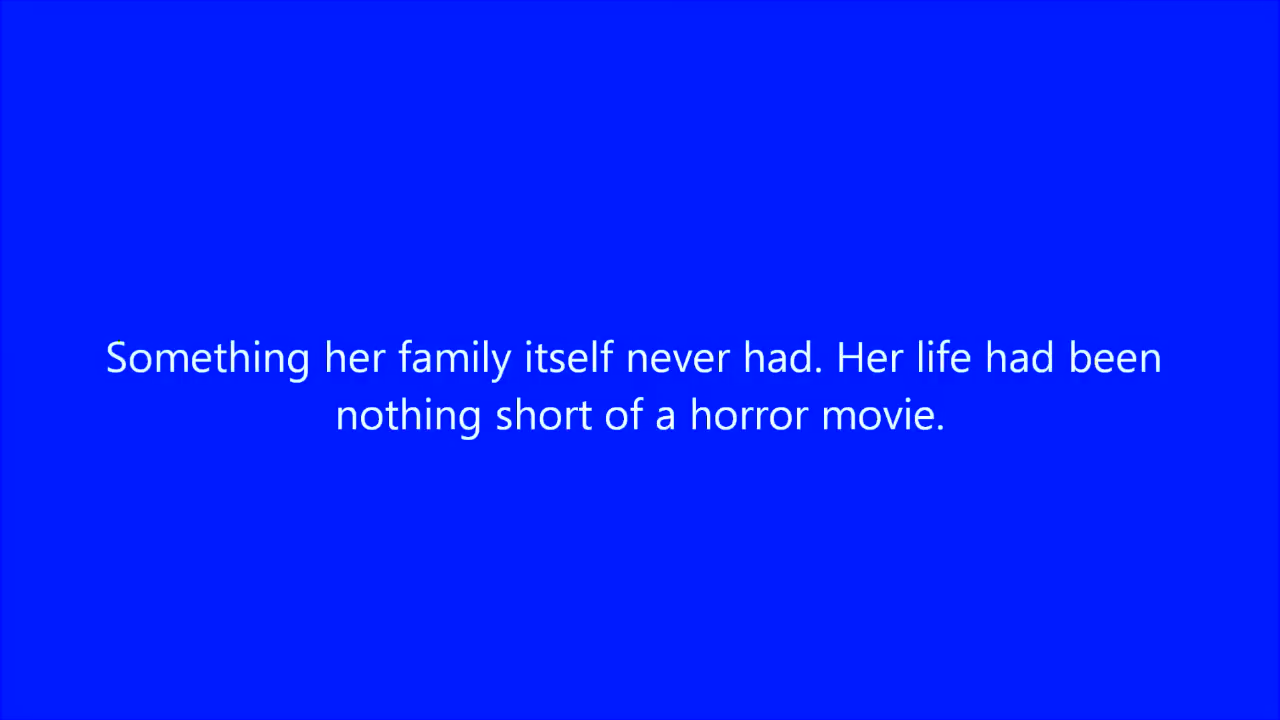 Something her family itself never had. Her life had been
nothing short of a horror movie.